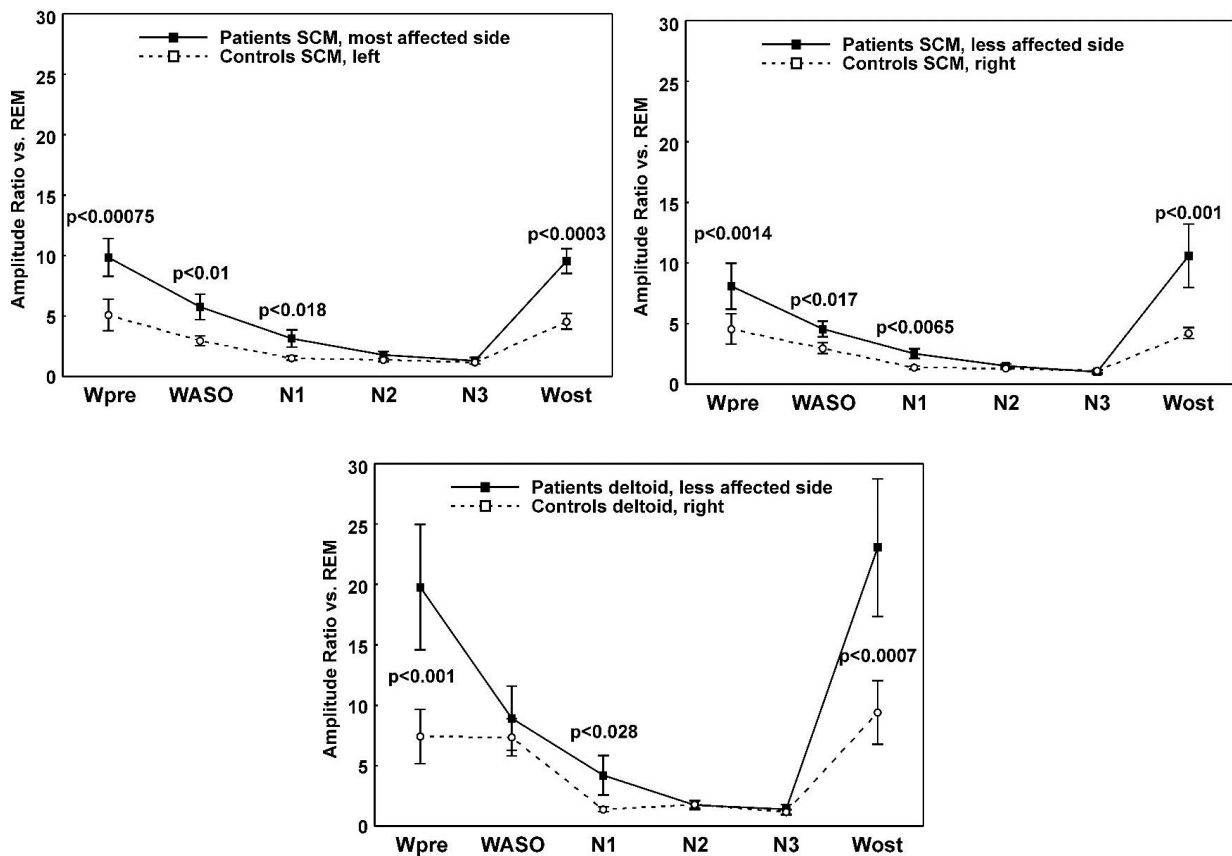 30
25
20
15
10
5
0
Amplitude Ratio vs. REM
Patients SCM, most affected side
Controls SCM, left
p<0.00075
p<0.01
p<0.018
p<0.0003
Wpre WASO N1 N2 N3 Wost
30
25
20
15
10
5
0
Amplitude Ratio vs. REM
Patients SCM, less affected side
Controls SCM, right
p<0.0014
p<0.017
p<0.0065
p<0.001
Wpre WASO N1 N2 N3 Wost
30
25
20
15
10
5
0
Amplitude Ratio vs. REM
Patients deltoid, less affected side
Controls deltoid, right
p<0.001
p<0.028
p<0.0007
Wpre WASO N1 N2 N3 Wost